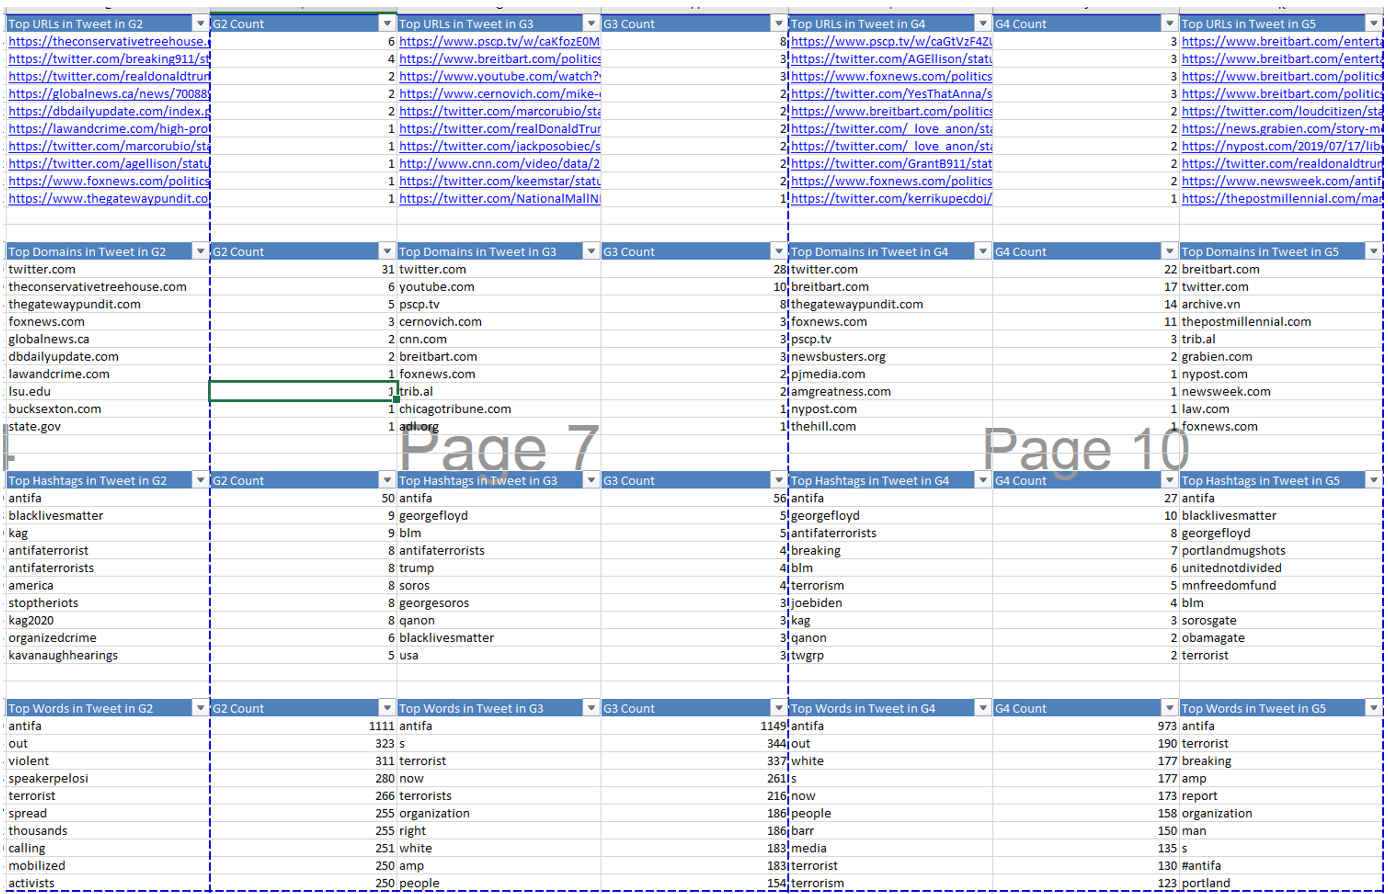 Top URLs in Tweet in G2 G2 Count Top URLs in Tweet in G3 G3 Count Top URLs in Tweet in G4 G4 Count Top URLs in Tweet in G5
https://theconservativetreehouse. 6 https://www.pscp.tv/w/caKfozE0M 8 https://www.pscp.tv/w/caGtVzF4ZU 3 https://www.breitbart.com/enterta
https://twitter.com/breaking911/st 4 https://www.breitbart.com/politics 3 https://twitter.com/AGEllison/statu 3 https://www.breitbart.com/enterta
https://twitter.com/realdonaldtrun 2 https://www.youtube.com/watch?v 3 https://www.foxnews.com/politics 3 https://www.breitbart.com/politics
https://globalnews.ca/news/70088 2 https://www.cernovich.com/mike- 2 https://twitter.com/YesThatAnna/s 3 https://www.breitbart.com/politics
https://dbdailyupdate.com/index.p 2 https://twitter.com/marcorubio/sta 2 https://www.breitbart.com/politics 2 https://twitter.com/loudcitizen/sta
https://lawandcrime.com/high-pro 1 https://twitter.com/realDonaldTrun 2 https://twitter.com/_love_anon/sta 2 https://news.grabien.com/story-m
https://twitter.com/marcorubio/sta 1 https://twitter.com/jackposobiec/s 2 https://twitter.com/_love_anon/sta 2 https://nypost.com/2019/07/17/lib
https://twitter.com/agellison/statu 1 http://www.cnn.com/video/data/2 2 https://twitter.com/GrantB911/stat 2 https://twitter.com/realdonaldtrun
https://www.foxnews.com/politics 1 https://twitter.com/keemstar/statu 2 https://www.foxnews.com/politics 2 https://www.newsweek.com/antif
https://www.thegatewaypundit.co 1 https://twitter.com/NationalMallN 1 https://twitter.com/kerrikupecdoj/ 1 https://thepostmillennial.com/mar
Top Domains in Tweet in G2 G2 Count Top Domains in Tweet in G3 G3 Count Top Domains in Tweet in G4 G4 Count Top Domains in Tweet in G5
twitter.com 31 twitter.com 28 twitter.com 22 breitbart.com
theconservativetreehouse.com 6 youtube.com 10 breitbart.com 17 twitter.com
thegatewaypundit.com 5 pscp.tv 8 thegatewaypundit.com 14 archive.vn
foxnews.com 3 cernovich.com 3 foxnews.com 11 thepostmillennial.com
globalnews.ca 2 cnn.com 3 pscp.tv 3 trib.al
dbdailyupdate.com 2 breitbart.com 3 newsbusters.org 2 grabien.com
lawandcrime.com 1 foxnews.com 2 pjmedia.com 1 nypost.com
lsu.edu 1 trib.al 2 amgreatness.com 1 newsweek.com
bucksexton.com 1 chicagotribune.com 1 nypost.com 1 law.com
state.gov 1 adl.org 1 thehill.com 1 foxnews.com
Page 7 Page 10
Top Hashtags in Tweet in G2 G2 Count Top Hashtags in Tweet in G3 G3 Count Top Hashtags in Tweet in G4 G4 Count Top Hashtags in Tweet in G5
antifa 50 antifa 56 antifa 27 antifa
blacklivesmatter 9 georgefloyd 5 georgefloyd 10 blacklivesmatter
kag 9 blm 5 antifaterrorists 8 georgefloyd
antifaterrorist 8 antifaterrorists 4 breaking 7 portlandmugshots
antifaterrorists 8 trump 4 blm 6 unitednotdivided
america 8 soros 4 terrorism 5 mnfreedomfund
stoptheriots 8 georgesoros 3 joebiden 4 blm
kag2020 8 qanon 3 kag 3 sorosgate
organizedcrime 6 blacklivesmatter 3 qanon 2 obamagate
kavanaughhearings 5 usa 3 twgrp 2 terrorist
Top Words in Tweet in G2 G2 Count Top Words in Tweet in G3 G3 Count Top Words in Tweet in G4 G4 Count Top Words in Tweet in G5
antifa 1111 antifa 1149 antifa 973 antifa
out 323 s 344 out 190 terrorist
violent 311 terrorist 337 white 177 breaking
speakerpelosi 280 now 261 s 177 amp
terrorist 266 terrorists 216 now 173 report
spread 255 organization 186 people 158 organization
thousands 255 right 186 barr 150 man
calling 251 white 183 media 135 s
mobilized 250 amp 183 terrorist 130 #antifa
activists 250 people 154 terrorism 123 portland